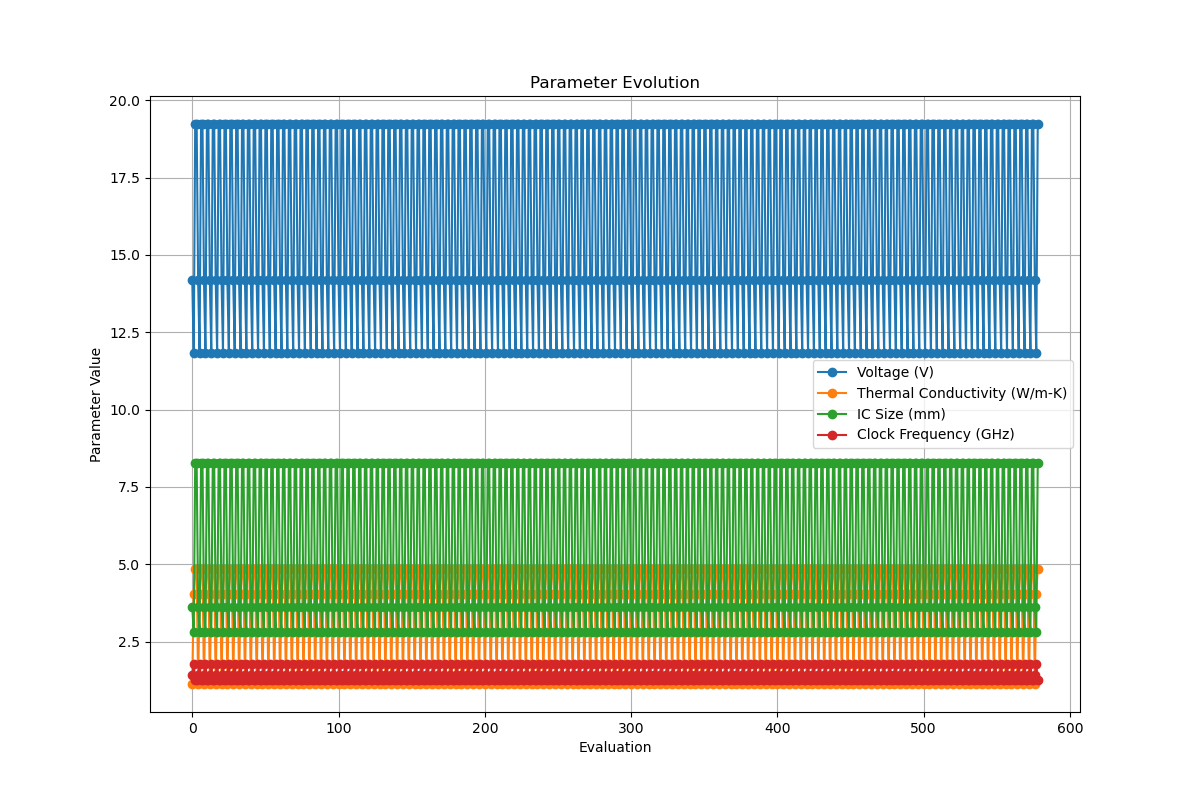 Parameter Evolution
20.0
17.5
15.0
12.5
10.0
7.5
5.0
2.5
Parameter Value
Voltage (V)
Thermal Conductivity (W/m-K)
IC Size (mm)
Clock Frequency (GHz)
0 100 200 300 400 500 600
Evaluation